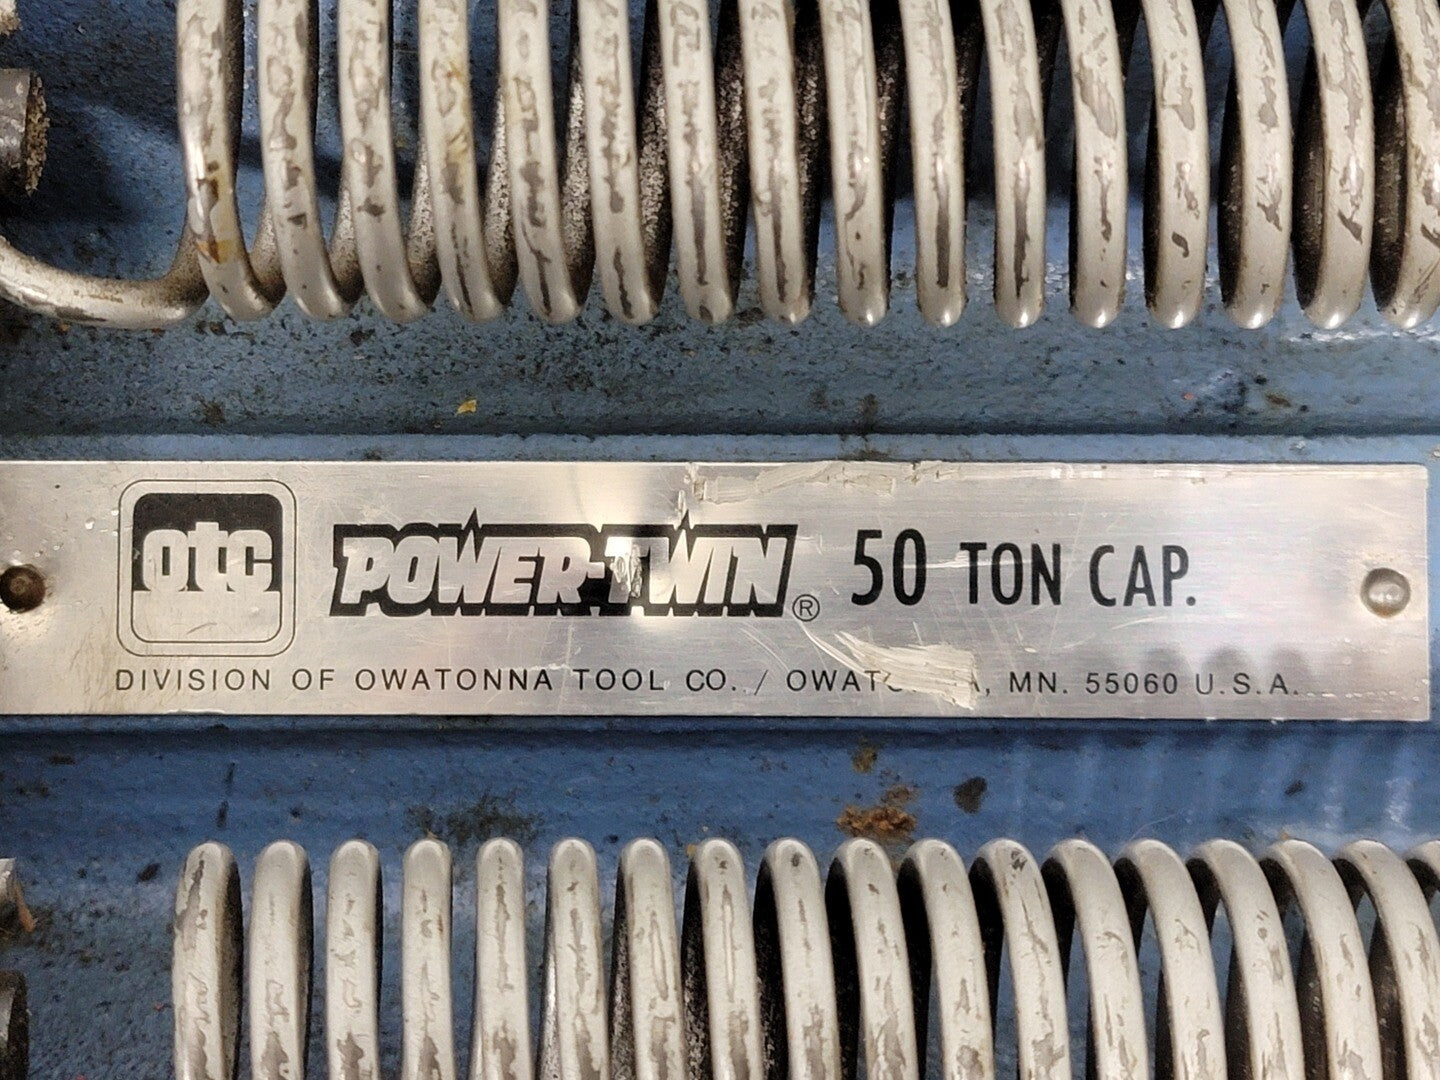 otc POWER-TWIN® 50 TON CAP.
DIVISION OF OWATONNA TOOL CO. / MN. 55060 U.S.A.